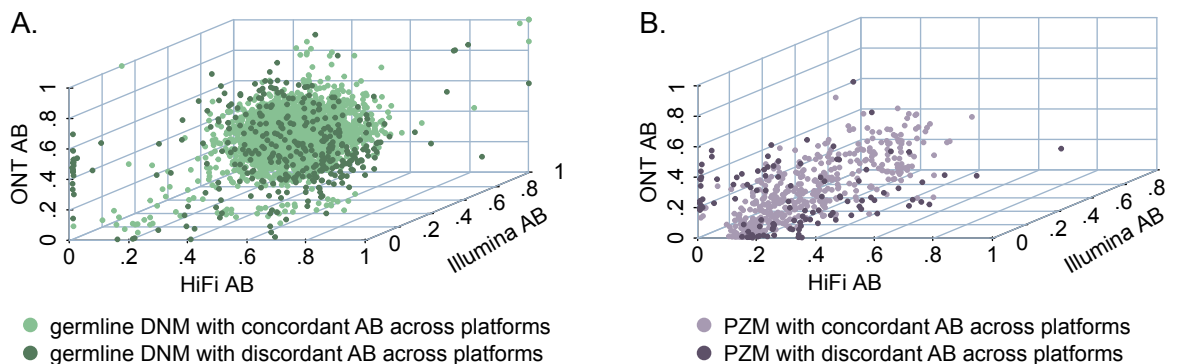 A.
B.
ONT AB
1
.8
.6
.4
.2
0
0
.2
.4
.6
.8
1
HiFi AB
0
.2
.4
.6
.8
1
Illumina AB
ONT AB
1
.8
.6
.4
.2
0
0
.2
.4
.6
.8
1
HiFi AB
0
.2
.4
.6
.8
Illumina AB
germline DNM with concordant AB across platforms
germline DNM with discordant AB across platforms
PZM with concordant AB across platforms
PZM with discordant AB across platforms